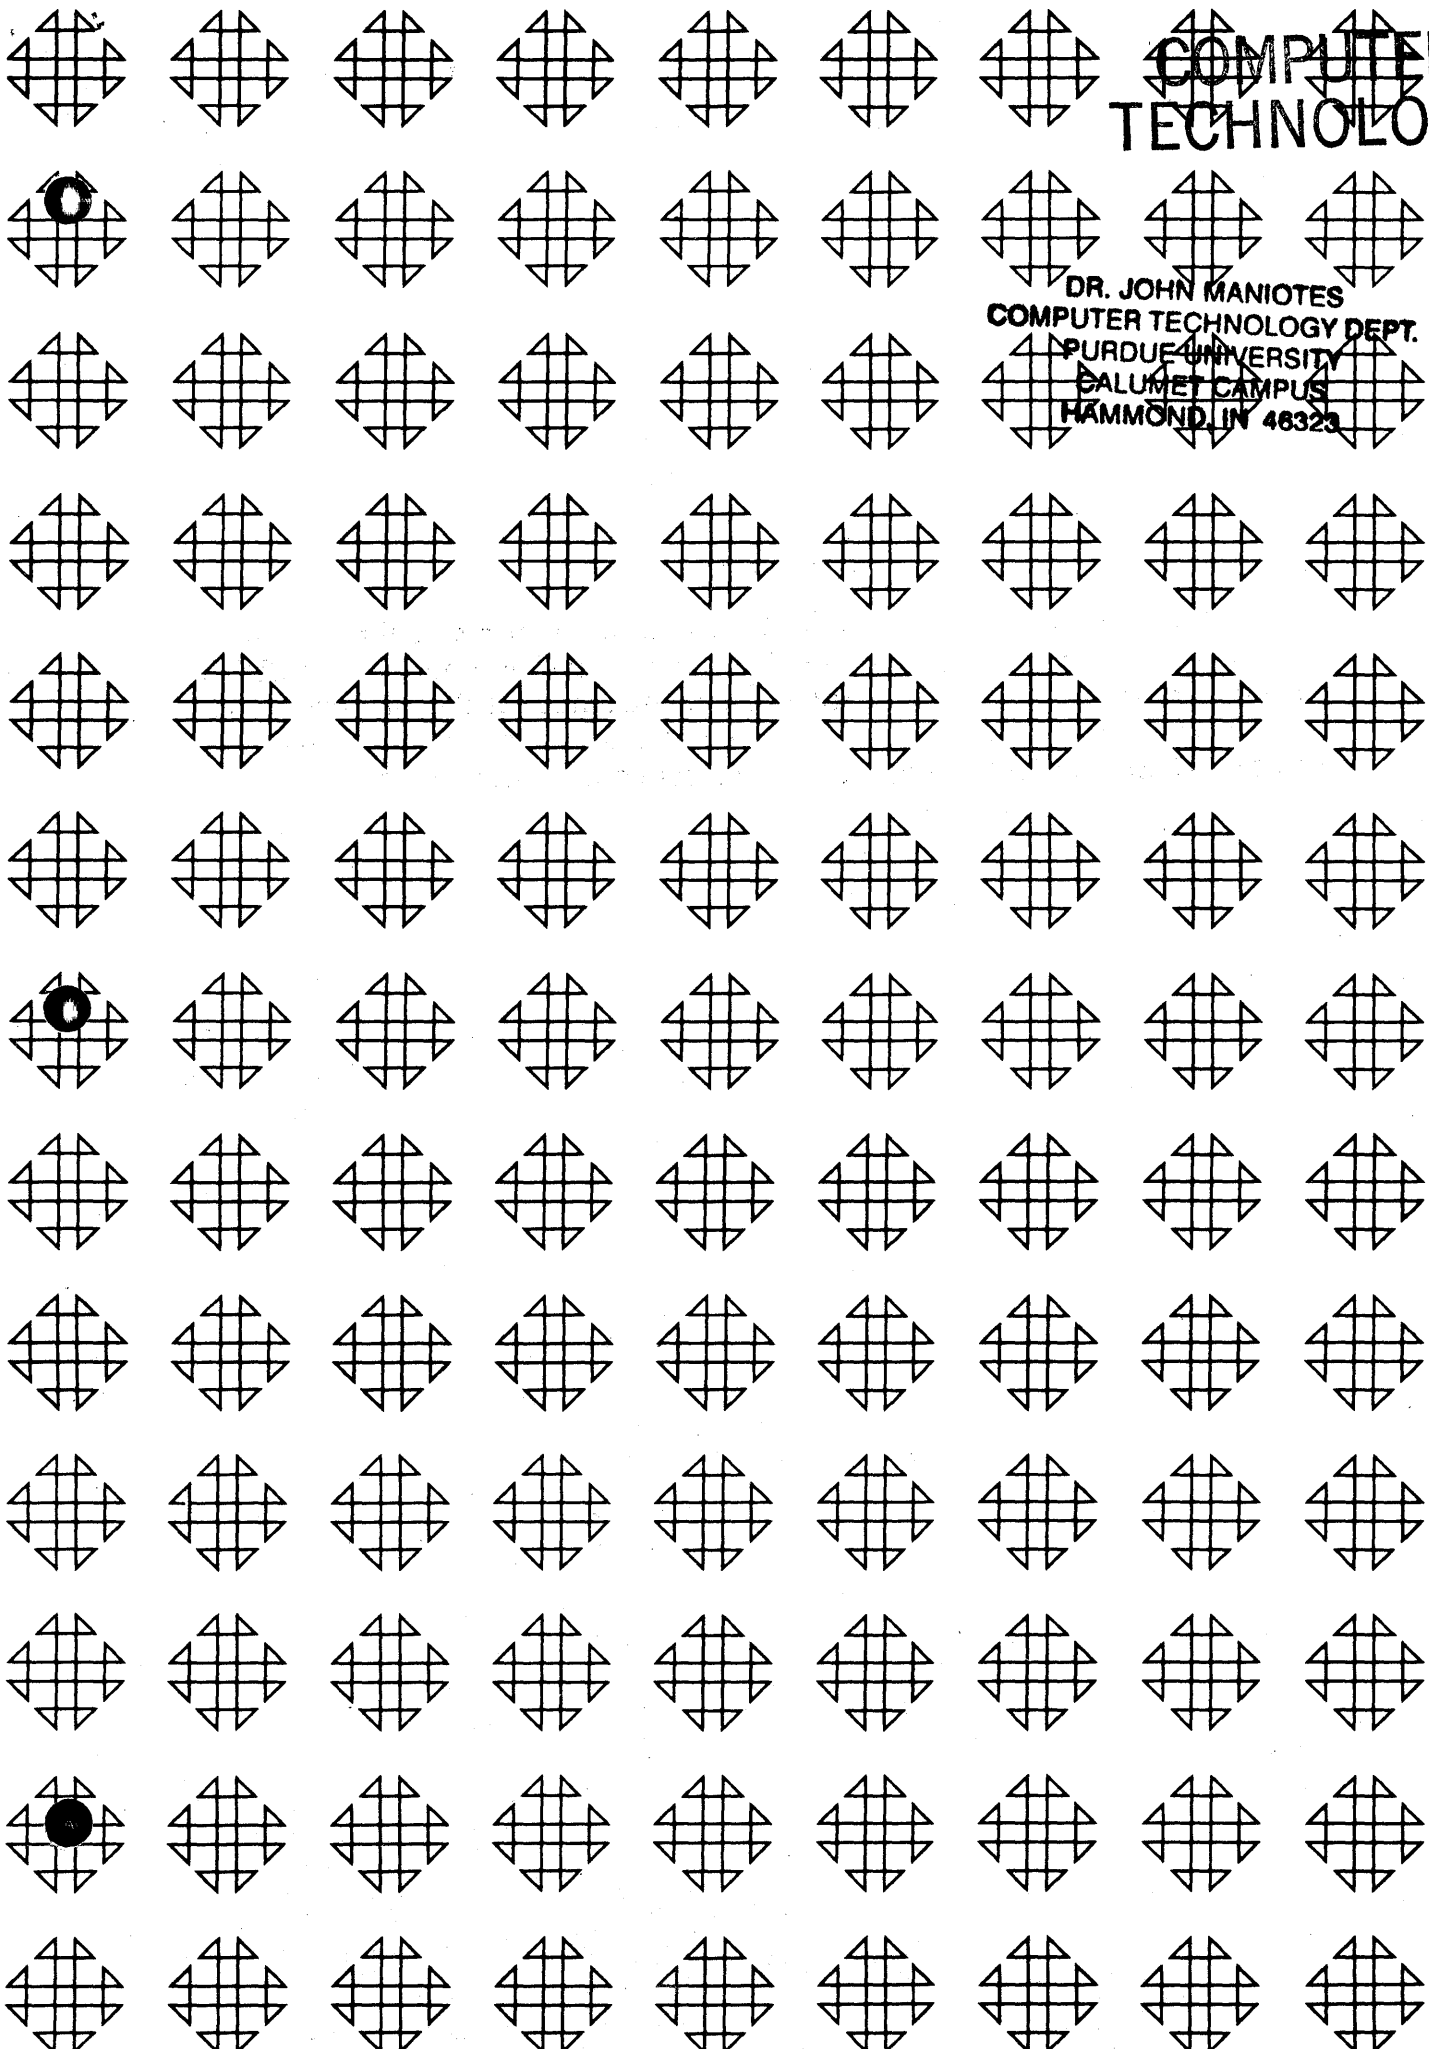 COMPUTE
TECHNOLO
DR. JOHN MANIOTES
COMPUTER TECHNOLOGY DEPT.
PURDUE UNIVERSITY
CALUMET CAMPUS
HAMMOND, IN 46323